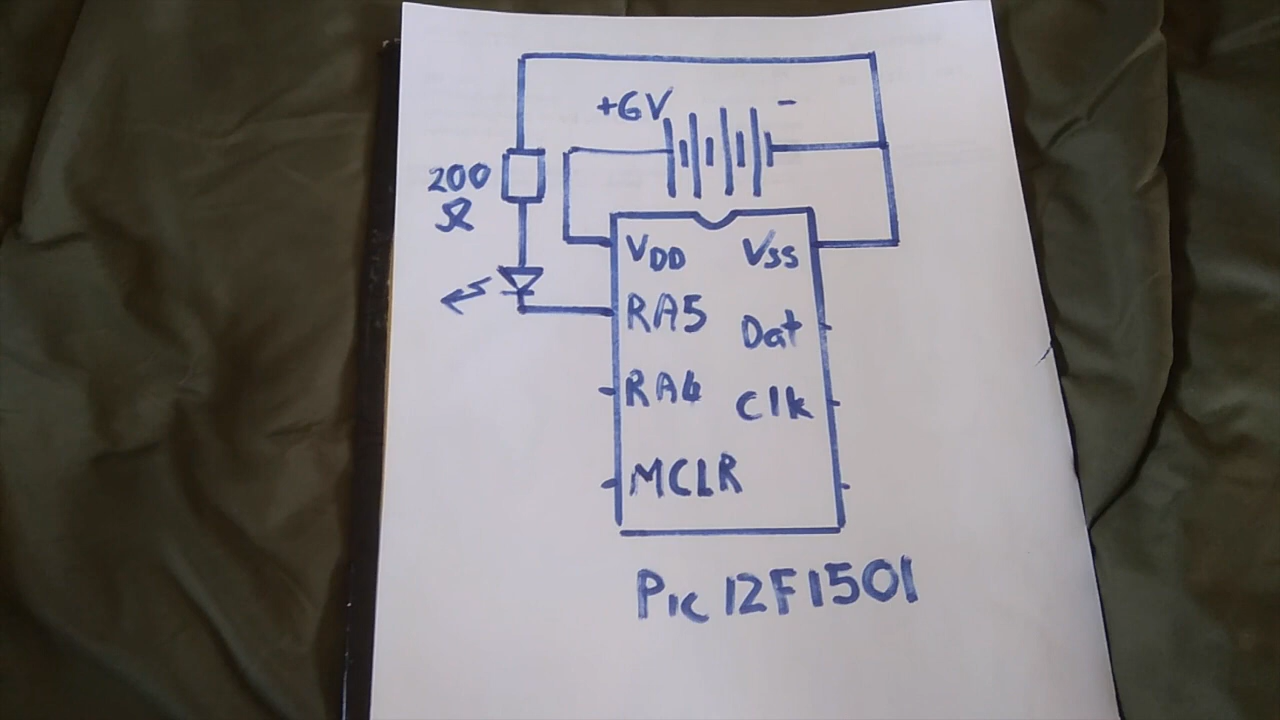 +6V -
200
Ω
VDD Vss
RA5 Dat
RA4 Clk
MCLR
Pic 12F1501